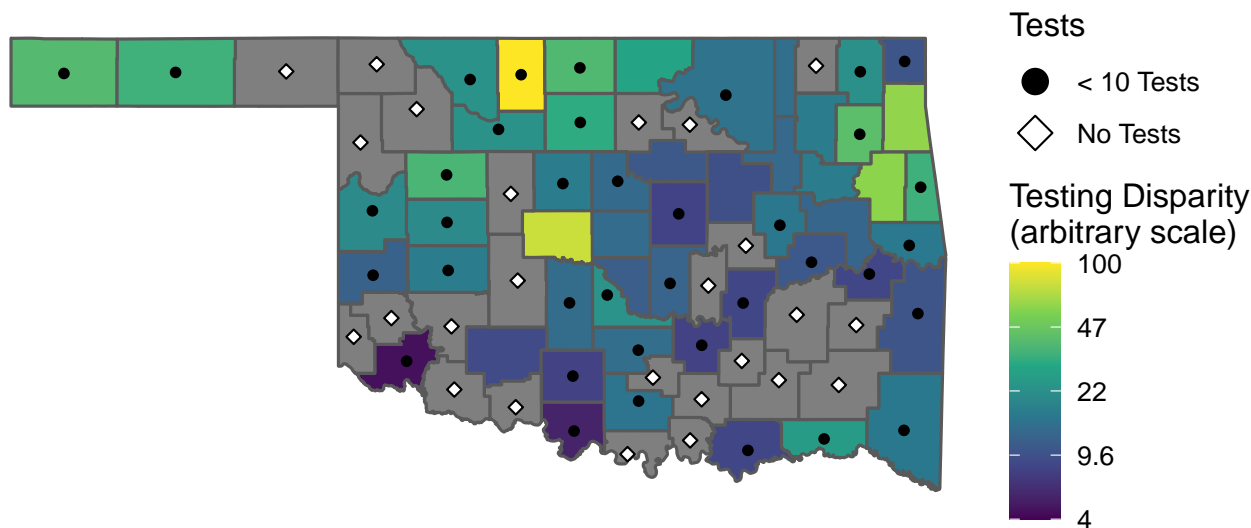 Tests
< 10 Tests
No Tests
Testing Disparity
(arbitrary scale)
100
47
22
9.6
4